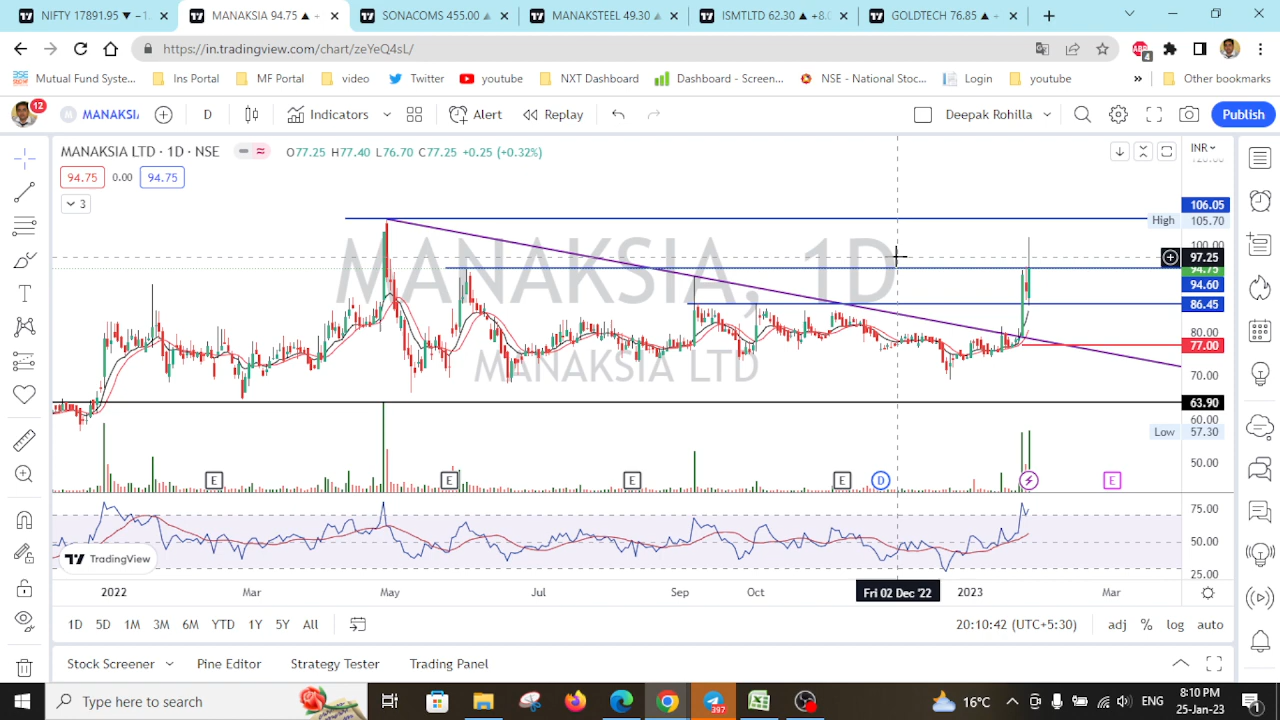 NIFTY 17891.95 ▼ −1.
MANAKSIA 94.75 ▲ +
SONACOMS 455.00
MANAKSTEEL 49.30
ISMTLTD 62.30 ▲ +8.0
GOLDTECH 76.85 ▲ +
https://in.tradingview.com/chart/zeYeQ4sL/
ABP 4
BSE Mutual Fund Syste...
Ins Portal
MF Portal
video
Twitter
youtube
NXT Dashboard
Dashboard - Screen...
NSE - National Stoc...
Login
youtube
»
Other bookmarks
12
M MANAKSI
D
Indicators
Alert
Replay
Deepak Rohilla
Publish
MANAKSIA LTD · 1D · NSE
O77.25 H77.40 L76.70 C77.25 +0.25 (+0.32%)
INR
94.75 0.00 94.75
3
106.05
High 105.70
100.00
97.25
94.75
94.60
86.45
80.00
77.00
70.00
63.90
60.00
Low 57.30
50.00
MANAKSIA, 1D
MANAKSIA LTD
E
E
E
E
D
E
75.00
50.00
25.00
TradingView
2022
Mar
May
Jul
Sep
Oct
Fri 02 Dec '22
2023
Mar
1D 5D 1M 3M 6M YTD 1Y 5Y All
20:10:42 (UTC+5:30)
adj % log auto
Stock Screener
Pine Editor
Strategy Tester
Trading Panel
Type here to search
397
16°C
ENG
8:10 PM
25-Jan-23
1